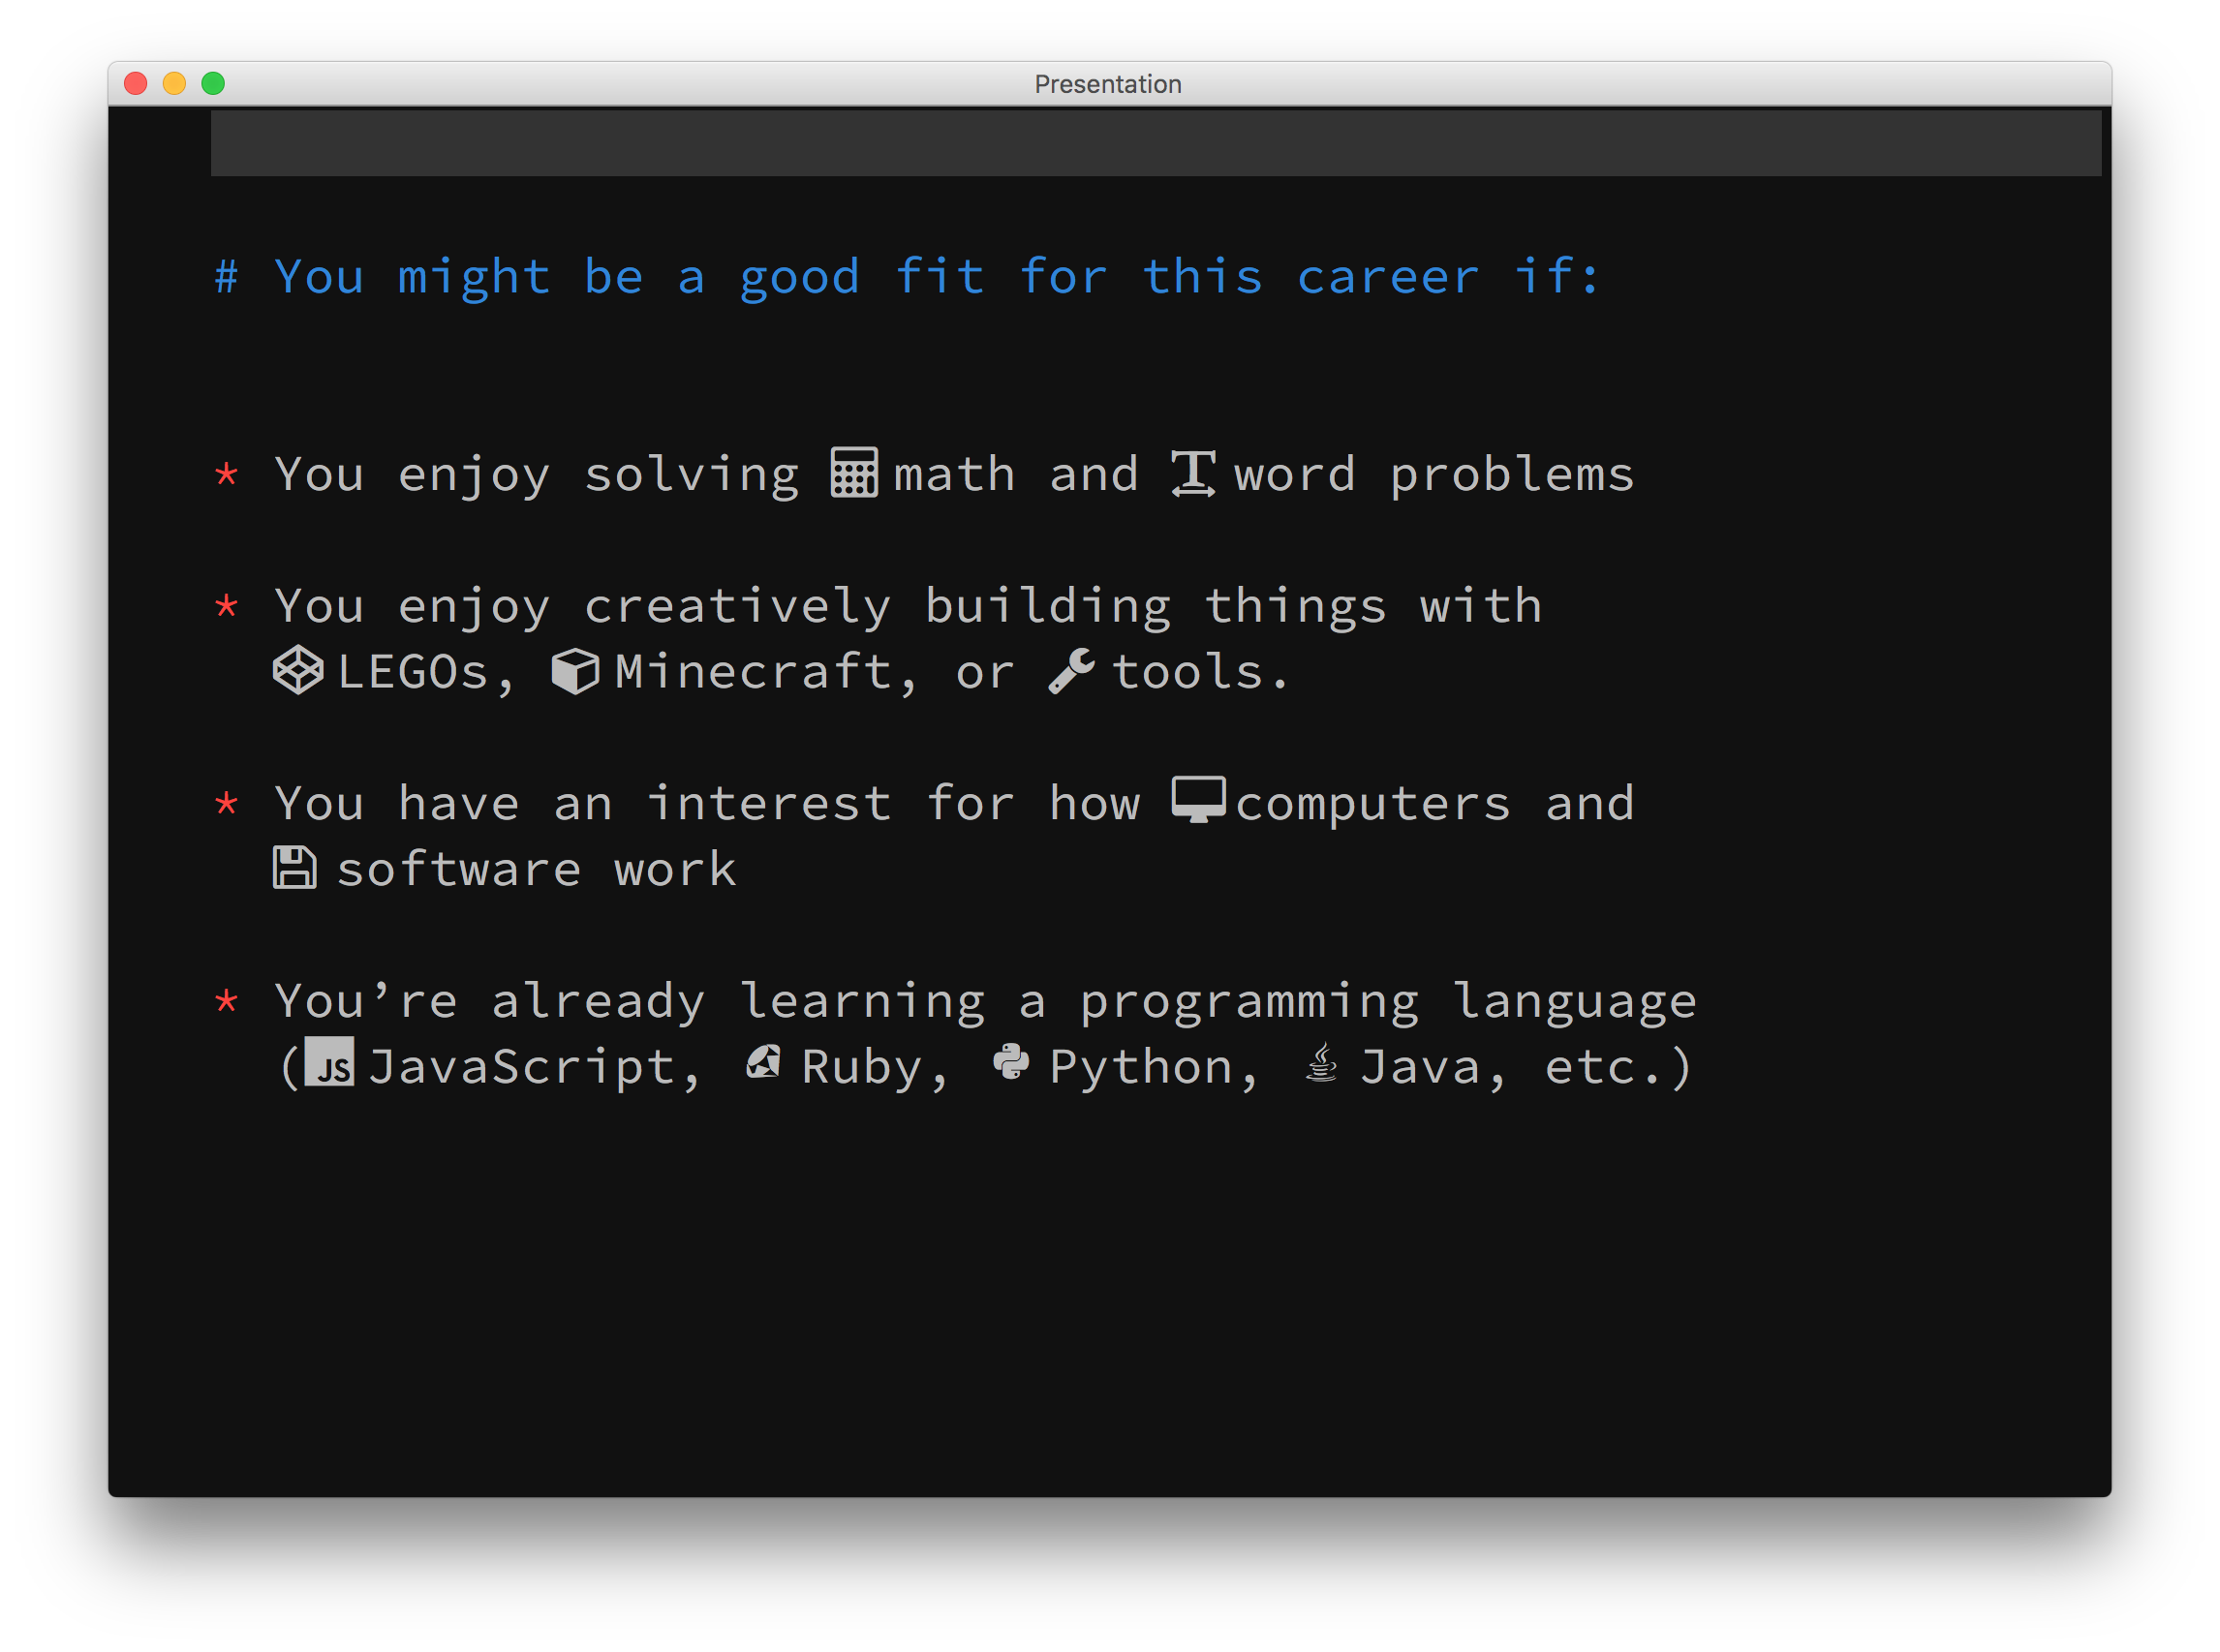 Presentation
# You might be a good fit for this career if:
* You enjoy solving math and word problems
* You enjoy creatively building things with
LEGOs, Minecraft, or tools.
* You have an interest for how computers and
software work
* You’re already learning a programming language
(JS JavaScript, Ruby, Python, Java, etc.)